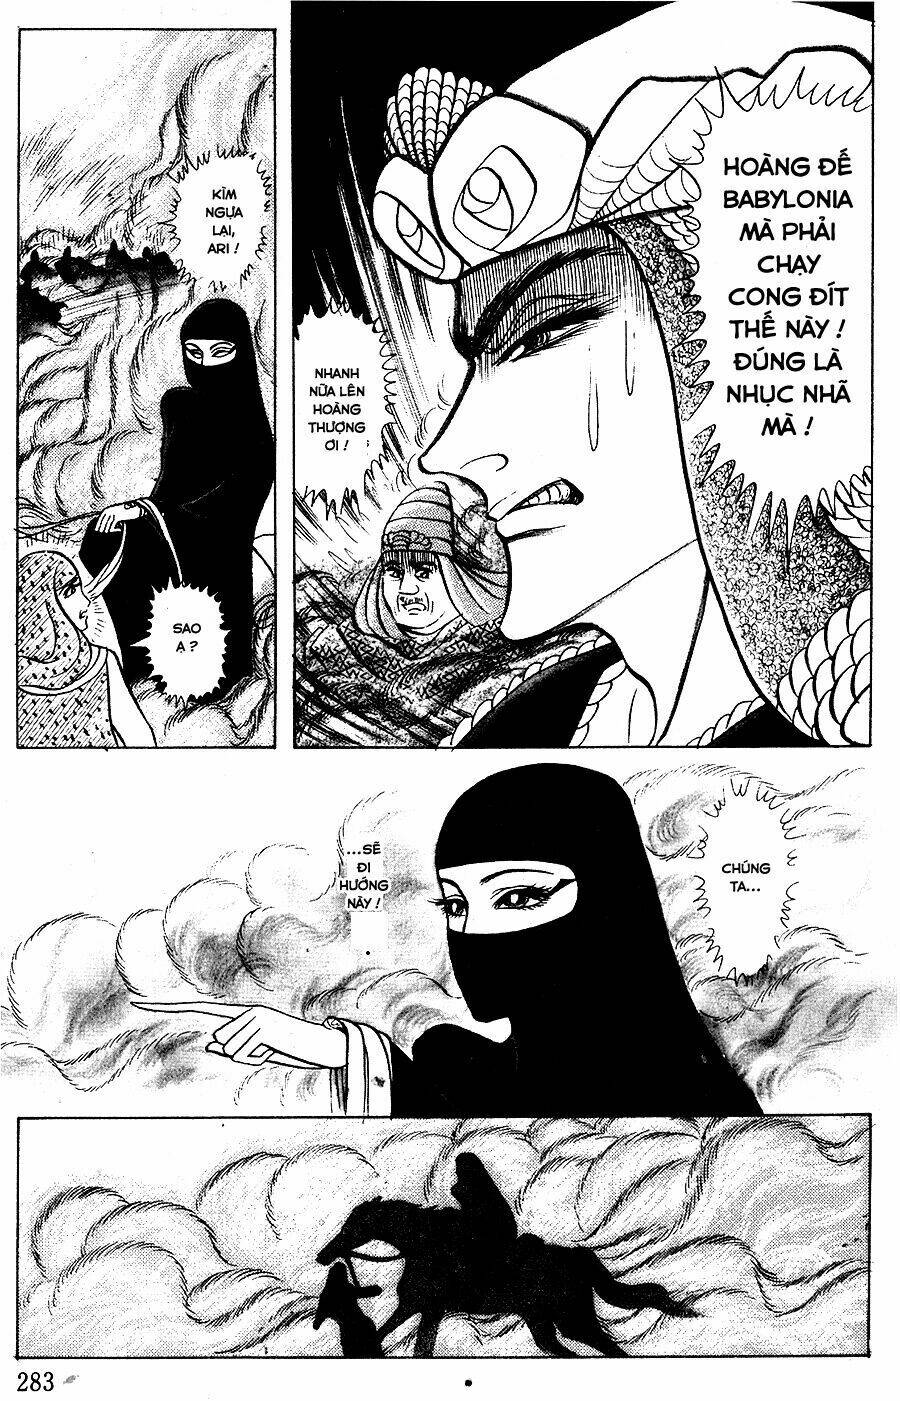 HOÀNG ĐẾ
BABYLONIA
MÀ PHẢI
CHẠY
CONG ĐÍT
THẾ NÀY !
ĐÚNG LÀ
NHỤC NHÃ
MÀ !
NHANH
NỮA LÊN
HOÀNG
THƯỢNG
ƠI !
KÌM
NGỰA
LẠI,
ARI !
SAO
Ạ ?
CHÚNG
TA...
...SẼ
ĐI
HƯỚNG
NÀY !
283